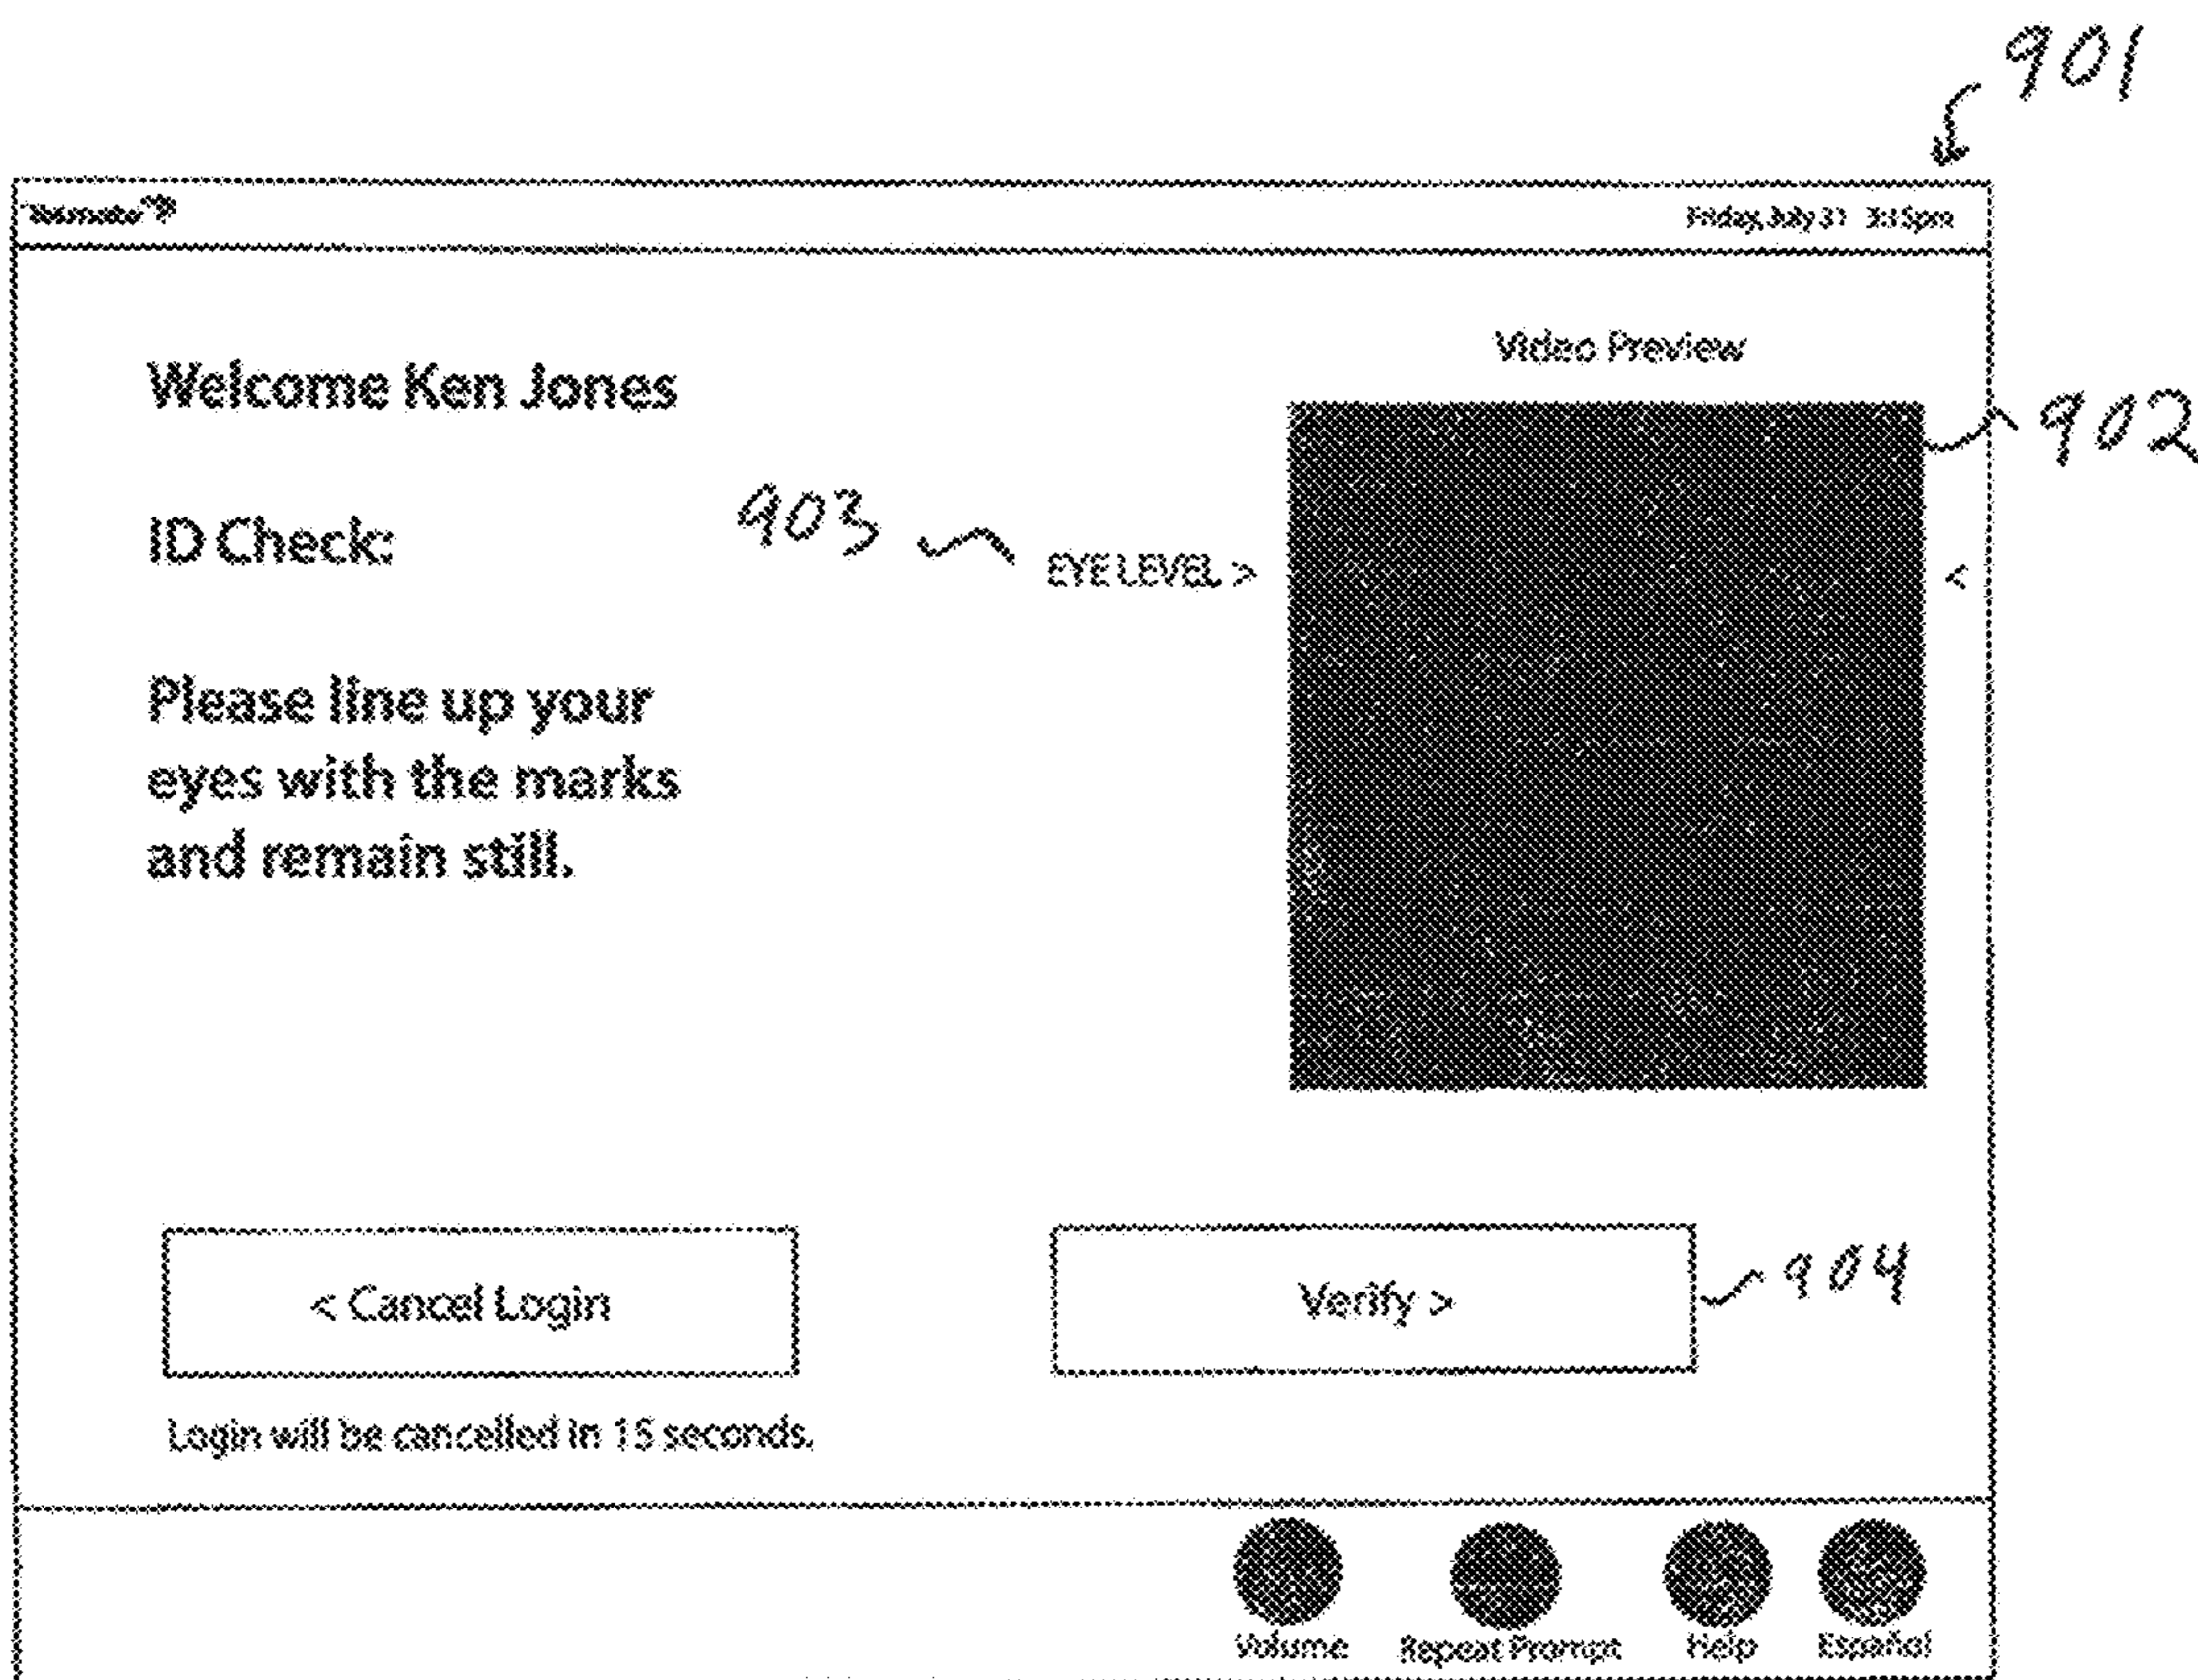 901
Friday, July 31 3:15pm
Video Preview
Welcome Ken Jones
902
ID Check:
903
EYE LEVEL >
<
Please line up your
eyes with the marks
and remain still.
< Cancel Login
Verify >
904
Login will be cancelled in 15 seconds.
Volume
Repeat Prompt
Help
Español